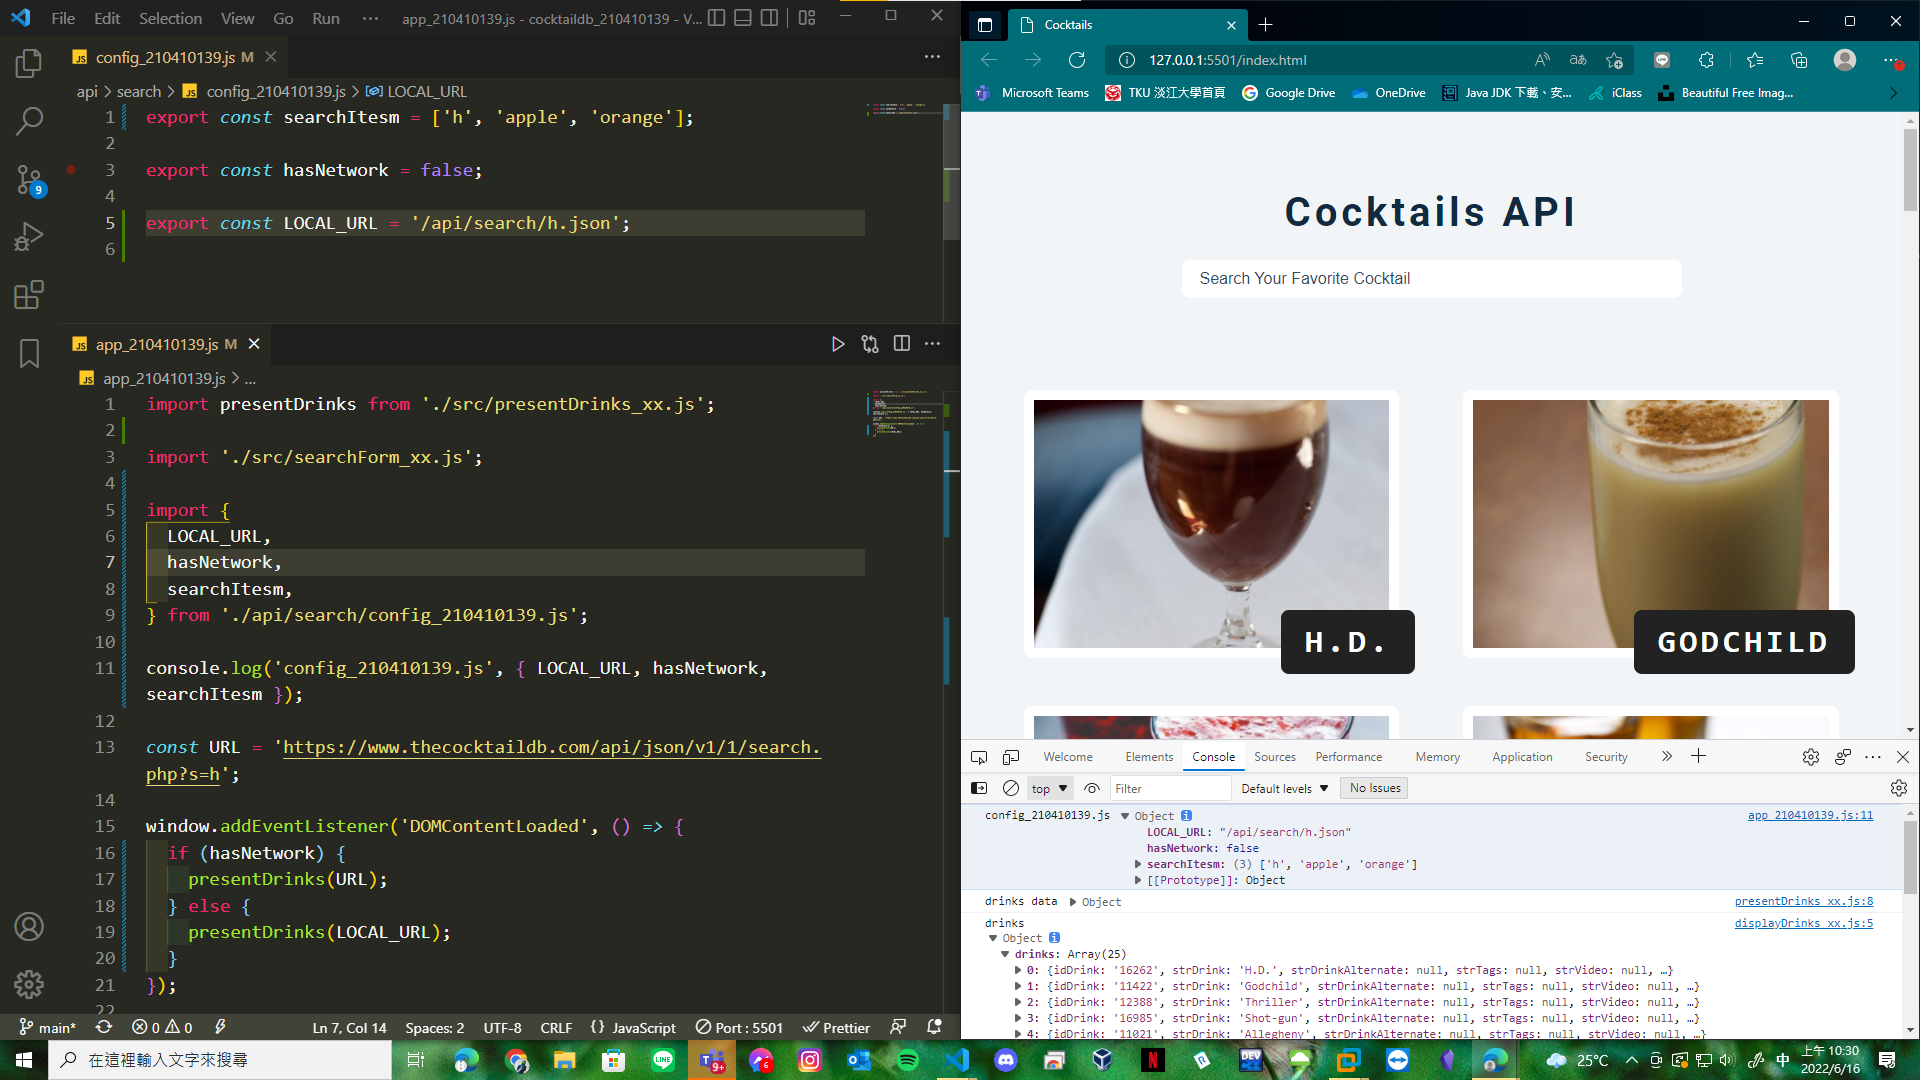 File Edit Selection View Go Run ··· app_210410139.js - cocktaildb_210410139 - V...
config_210410139.js M
api > search > config_210410139.js > LOCAL_URL
1 export const searchItesm = ['h', 'apple', 'orange'];
2
3 export const hasNetwork = false;
4
5 export const LOCAL_URL = '/api/search/h.json';
6
app_210410139.js M
app_210410139.js > ...
1 import presentDrinks from './src/presentDrinks_xx.js';
2
3 import './src/searchForm_xx.js';
4
5 import {
6 LOCAL_URL,
7 hasNetwork,
8 searchItesm,
9 } from './api/search/config_210410139.js';
10
11 console.log('config_210410139.js', { LOCAL_URL, hasNetwork,
searchItesm });
12
13 const URL = 'https://www.thecocktaildb.com/api/json/v1/1/search.
php?s=h';
14
15 window.addEventListener('DOMContentLoaded', () => {
16 if (hasNetwork) {
17 presentDrinks(URL);
18 } else {
19 presentDrinks(LOCAL_URL);
20 }
21 });
22
9
main* 0 0 Ln 7, Col 14 Spaces: 2 UTF-8 CRLF {} JavaScript Port : 5501 Prettier
Cocktails
127.0.0.1:5501/index.html
Microsoft Teams TKU 淡江大學首頁 Google Drive OneDrive Java JDK 下載、安... iClass Beautiful Free Imag...
Cocktails API
Search Your Favorite Cocktail
H.D.
GODCHILD
Welcome Elements Console Sources Performance Memory Application Security
top Filter Default levels No Issues
config_210410139.js Object app_210410139.js:11
LOCAL_URL: "/api/search/h.json"
hasNetwork: false
searchItesm: (3) ['h', 'apple', 'orange']
[[Prototype]]: Object
drinks data Object presentDrinks_xx.js:8
drinks displayDrinks_xx.js:5
Object
drinks: Array(25)
0: {idDrink: '16262', strDrink: 'H.D.', strDrinkAlternate: null, strTags: null, strVideo: null, …}
1: {idDrink: '11422', strDrink: 'Godchild', strDrinkAlternate: null, strTags: null, strVideo: null, …}
2: {idDrink: '12388', strDrink: 'Thriller', strDrinkAlternate: null, strTags: null, strVideo: null, …}
3: {idDrink: '16985', strDrink: 'Shot-gun', strDrinkAlternate: null, strTags: null, strVideo: null, …}
4: {idDrink: '11021', strDrink: 'Allegheny', strDrinkAlternate: null, strTags: null, strVideo: null, …}
在這裡輸入文字來搜尋
9+
6
25°C 中 上午 10:30
2022/6/16